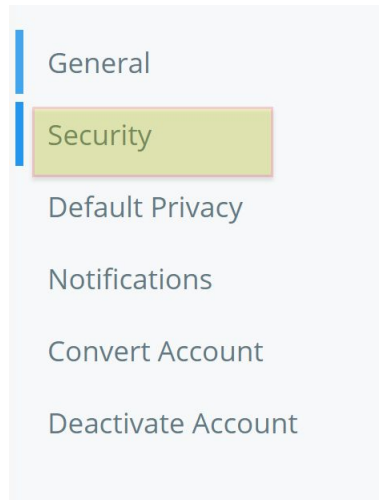 General
Security
Default Privacy
Notifications
Convert Account
Deactivate Account